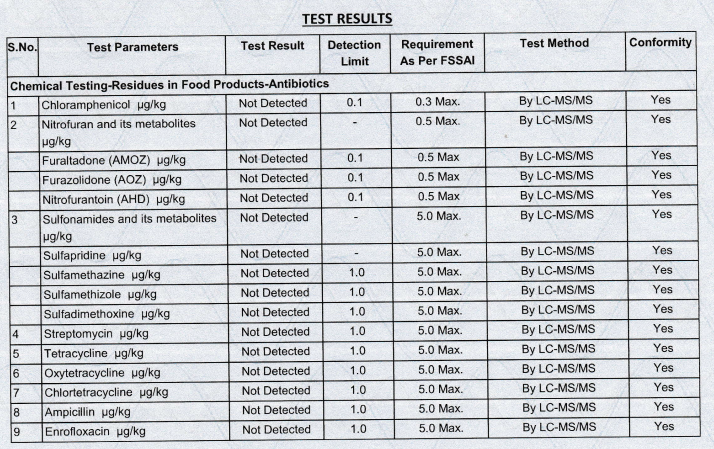 TEST RESULTS
S.No. Test Parameters Test Result Detection Limit Requirement As Per FSSAI Test Method Conformity
Chemical Testing-Residues in Food Products-Antibiotics
1 Chloramphenicol µg/kg Not Detected 0.1 0.3 Max. By LC-MS/MS Yes
2 Nitrofuran and its metabolites µg/kg Not Detected - 0.5 Max. By LC-MS/MS Yes
Furaltadone (AMOZ) µg/kg Not Detected 0.1 0.5 Max By LC-MS/MS Yes
Furazolidone (AOZ) µg/kg Not Detected 0.1 0.5 Max By LC-MS/MS Yes
Nitrofurantoin (AHD) µg/kg Not Detected 0.1 0.5 Max By LC-MS/MS Yes
3 Sulfonamides and its metabolites µg/kg Not Detected - 5.0 Max. By LC-MS/MS Yes
Sulfapridine µg/kg Not Detected - 5.0 Max. By LC-MS/MS Yes
Sulfamethazine µg/kg Not Detected 1.0 5.0 Max. By LC-MS/MS Yes
Sulfamethizole µg/kg Not Detected 1.0 5.0 Max. By LC-MS/MS Yes
Sulfadimethoxine µg/kg Not Detected 1.0 5.0 Max. By LC-MS/MS Yes
4 Streptomycin µg/kg Not Detected 1.0 5.0 Max. By LC-MS/MS Yes
5 Tetracycline µg/kg Not Detected 1.0 5.0 Max. By LC-MS/MS Yes
6 Oxytetracycline µg/kg Not Detected 1.0 5.0 Max. By LC-MS/MS Yes
7 Chlortetracycline µg/kg Not Detected 1.0 5.0 Max. By LC-MS/MS Yes
8 Ampicillin µg/kg Not Detected 1.0 5.0 Max. By LC-MS/MS Yes
9 Enrofloxacin µg/kg Not Detected 1.0 5.0 Max. By LC-MS/MS Yes